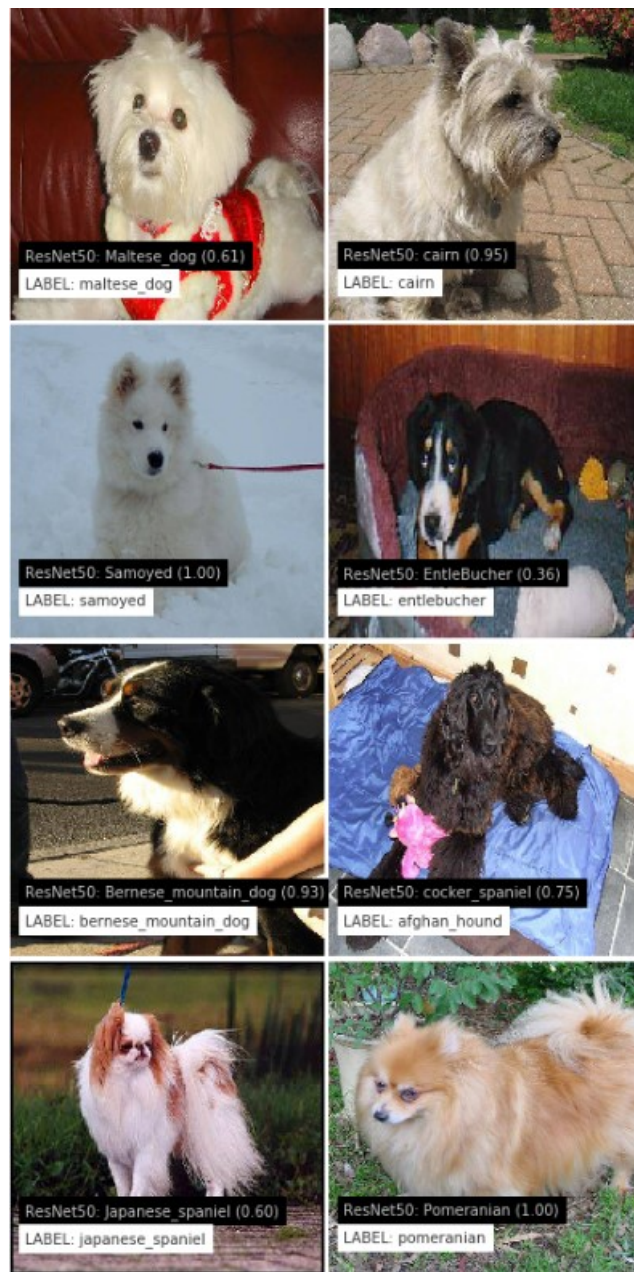 ResNet50: Maltese_dog (0.61)
LABEL: maltese_dog
ResNet50: cairn (0.95)
LABEL: cairn
ResNet50: Samoyed (1.00)
LABEL: samoyed
ResNet50: EntleBucher (0.36)
LABEL: entlebucher
ResNet50: Bernese_mountain_dog (0.93)
LABEL: bernese_mountain_dog
ResNet50: cocker_spaniel (0.75)
LABEL: afghan_hound
ResNet50: Japanese_spaniel (0.60)
LABEL: japanese_spaniel
ResNet50: Pomeranian (1.00)
LABEL: pomeranian